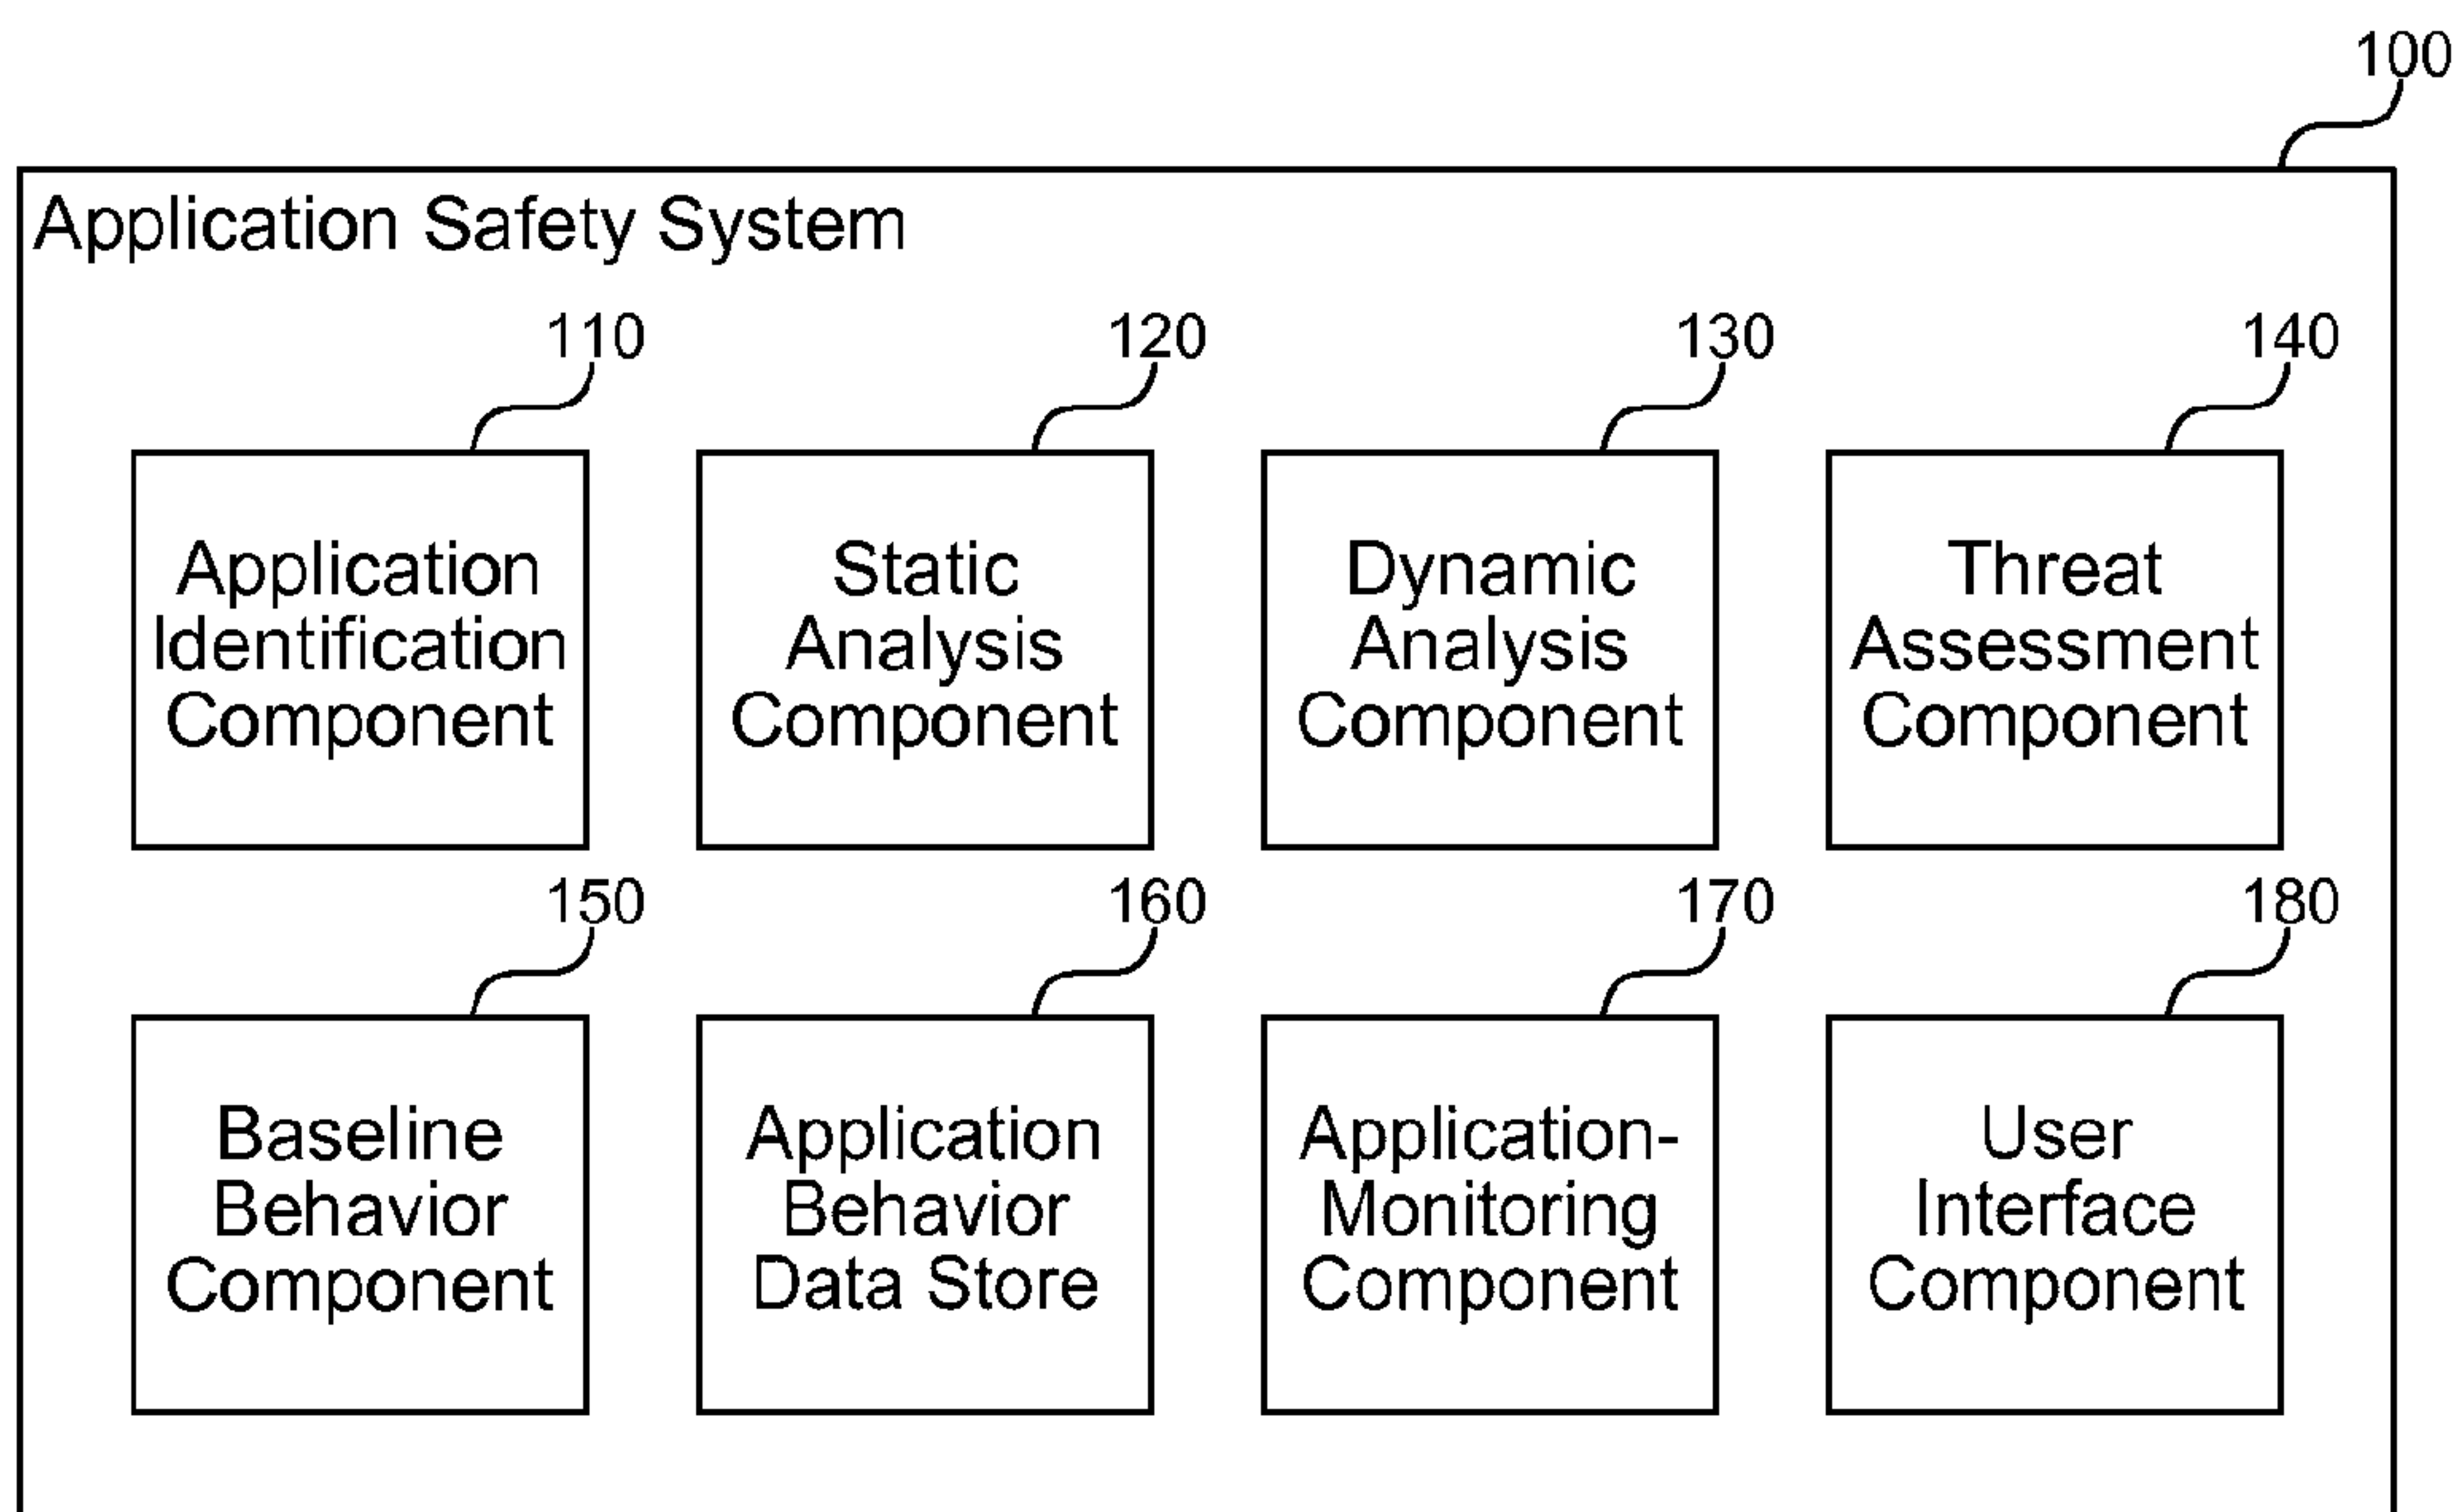 100
Application Safety System
110
120
130
140
Application
Identification
Component
Static
Analysis
Component
Dynamic
Analysis
Component
Threat
Assessment
Component
150
160
170
180
Baseline
Behavior
Component
Application
Behavior
Data Store
Application-
Monitoring
Component
User
Interface
Component